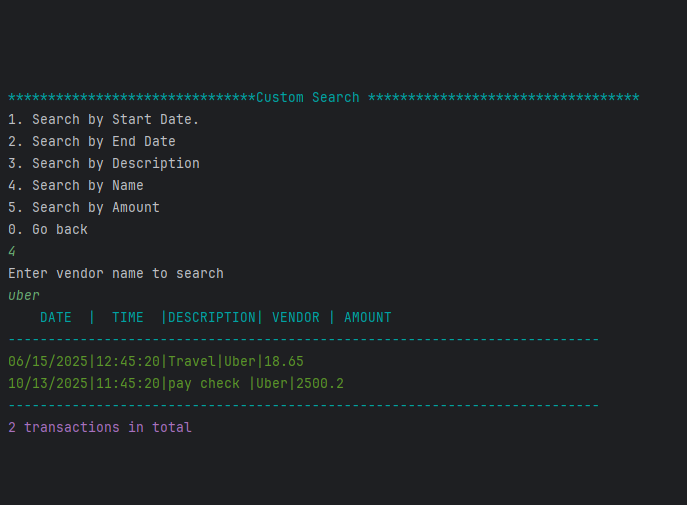 *******************************Custom Search **********************************
1. Search by Start Date.
2. Search by End Date
3. Search by Description
4. Search by Name
5. Search by Amount
0. Go back
4
Enter vendor name to search
uber
    DATE  |  TIME  |DESCRIPTION| VENDOR | AMOUNT
--------------------------------------------------------------------------
06/15/2025|12:45:20|Travel|Uber|18.65
10/13/2025|11:45:20|pay check |Uber|2500.2
--------------------------------------------------------------------------
2 transactions in total